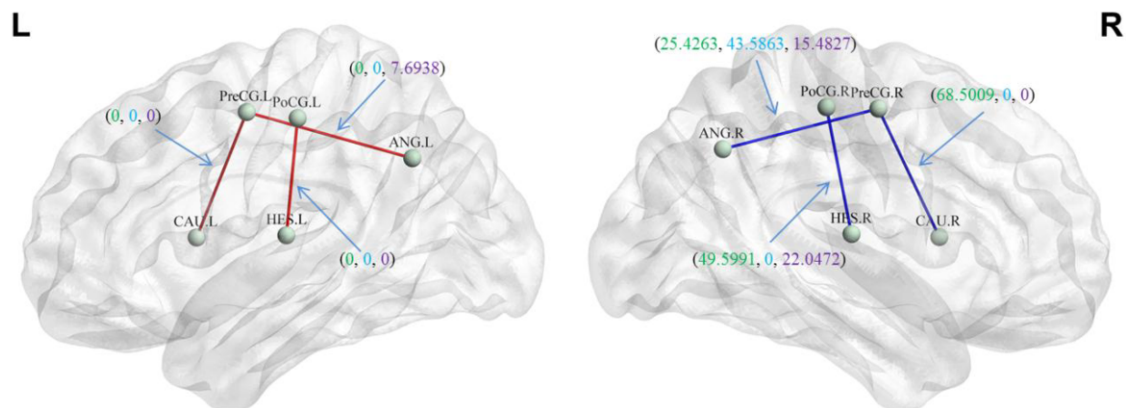 L
R
(0, 0, 7.6938)
(0, 0, 0)
PreCG.L
PoCG.L
ANG.L
CAU.L
HES.L
(0, 0, 0)
(25.4263, 43.5863, 15.4827)
PoCG.R
PreCG.R
(68.5009, 0, 0)
ANG.R
HES.R
CAU.R
(49.5991, 0, 22.0472)